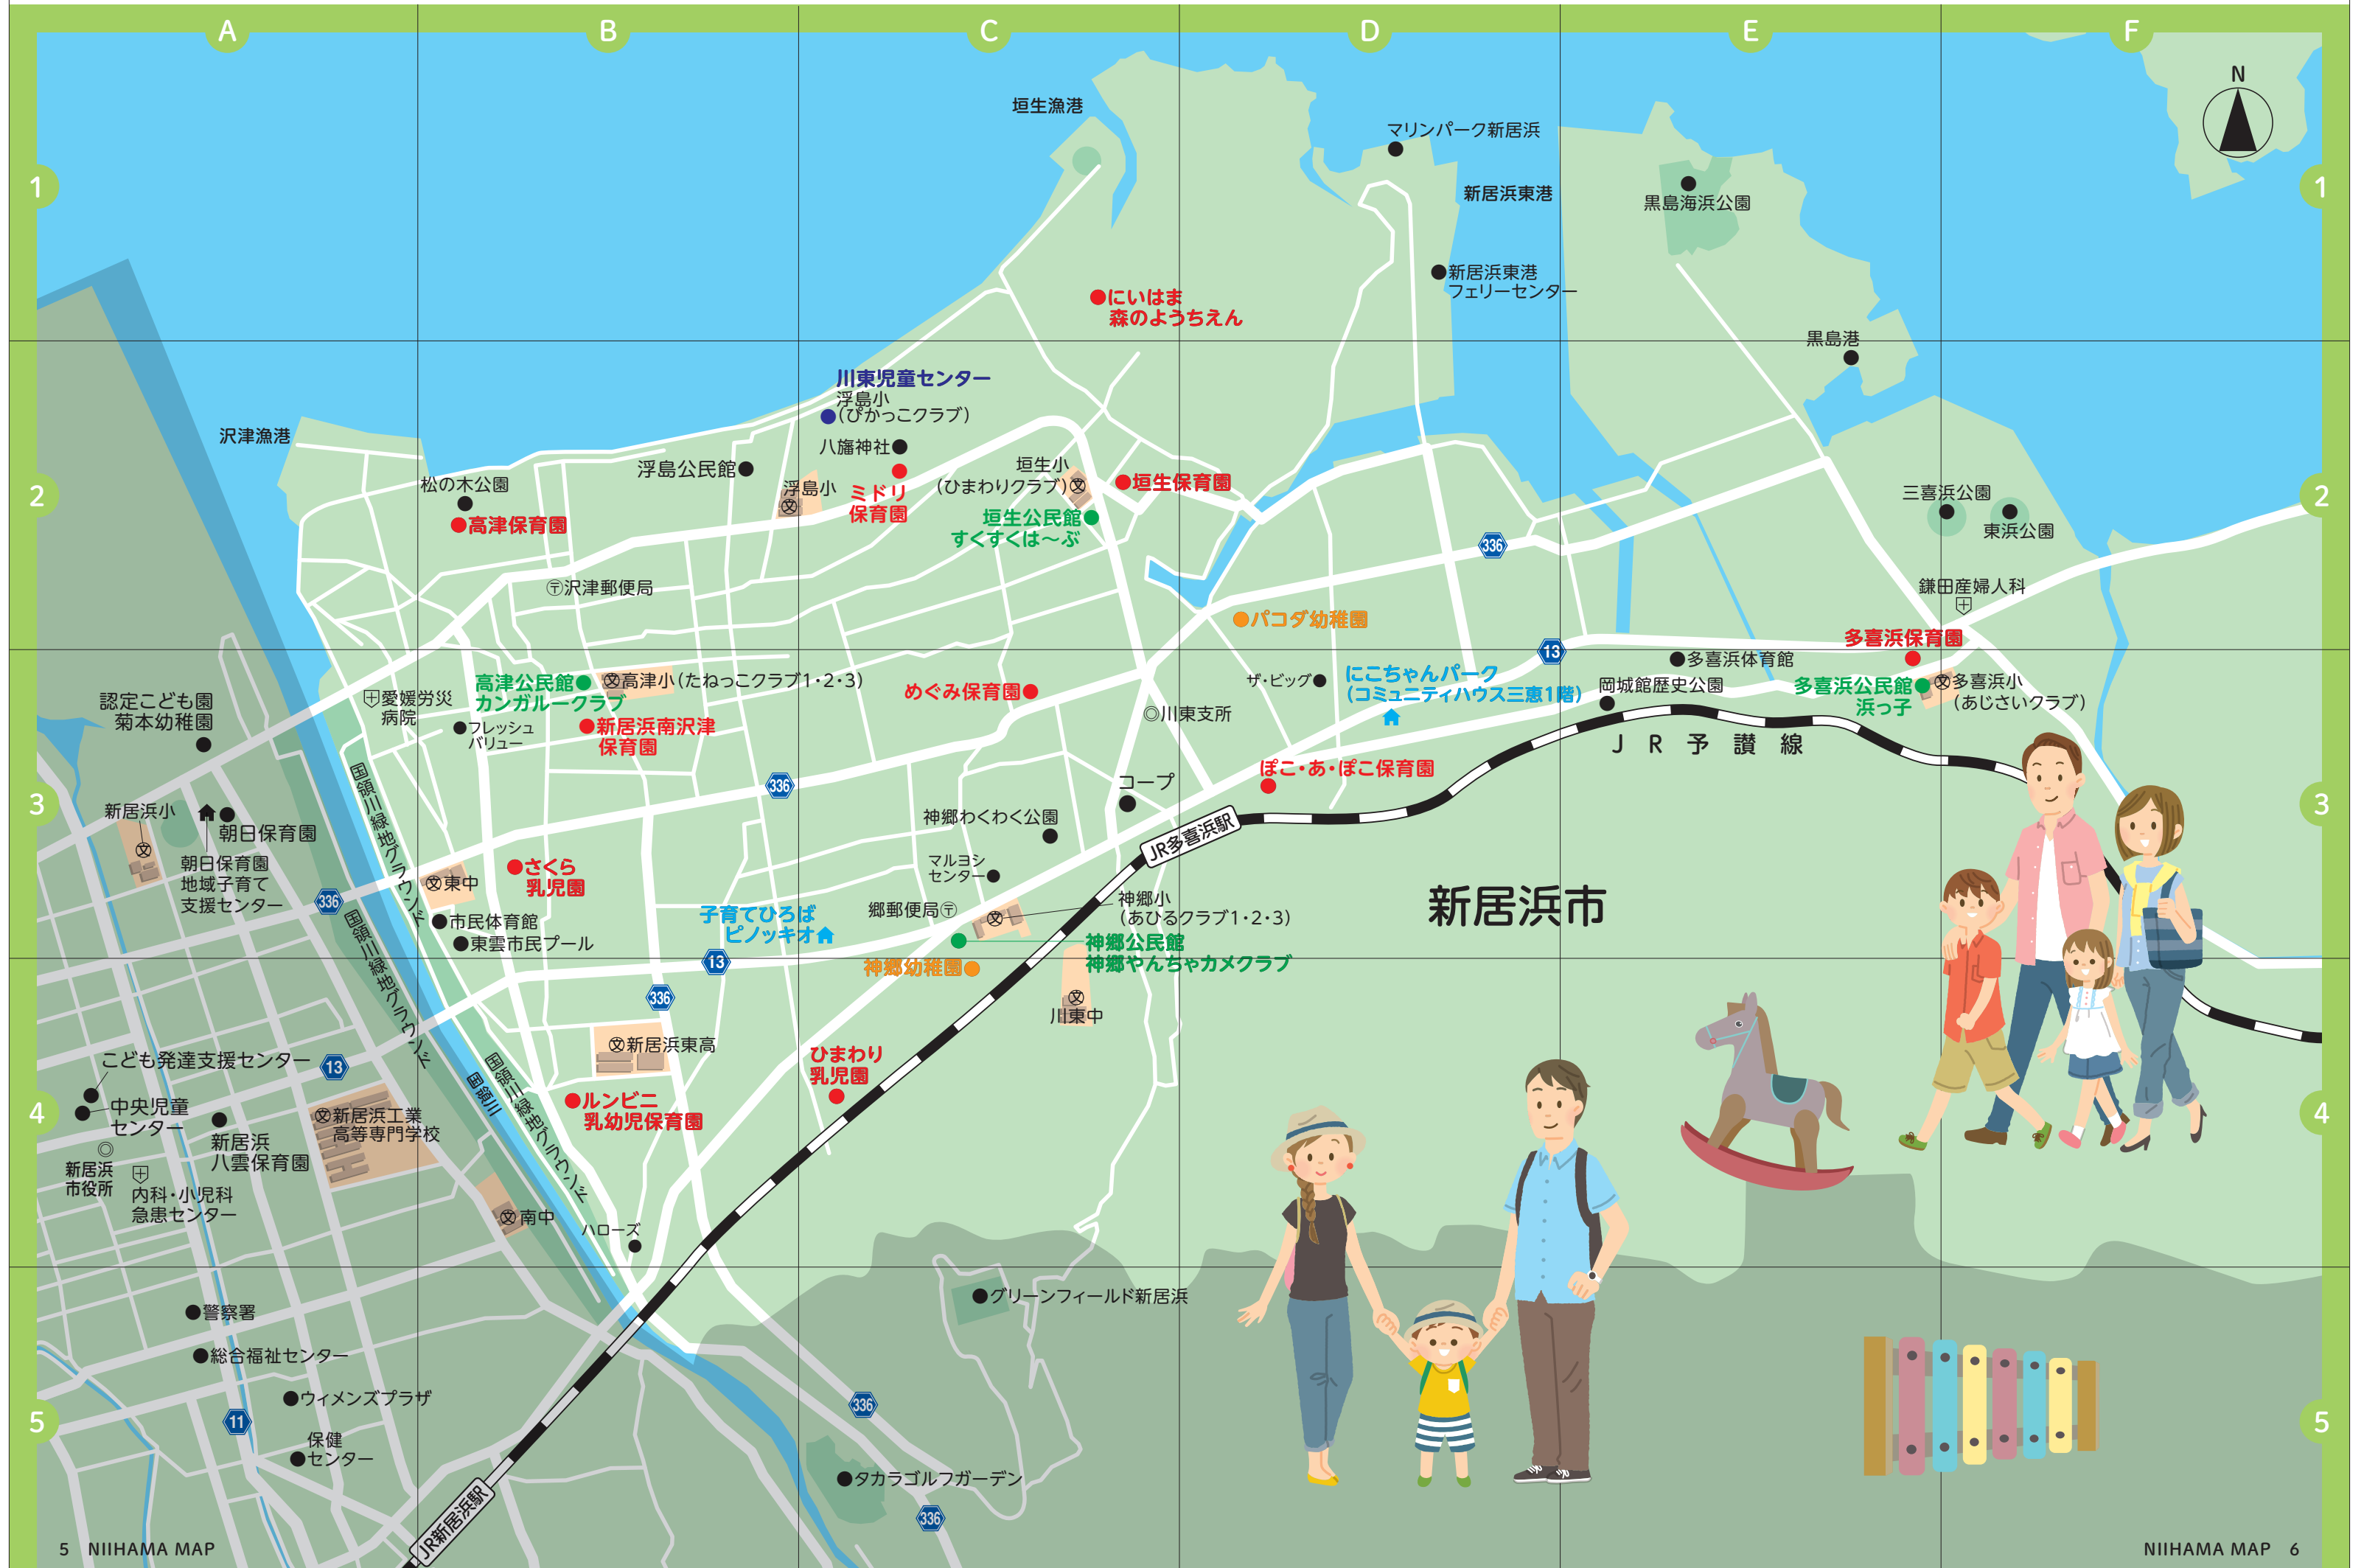 A
B
C
D
E
F
N
1
1
垣生漁港
マリンパーク新居浜
新居浜東港
黒島海浜公園
新居浜東港
フェリーセンター
にいはま
森のようちえん
黒島港
川東児童センター
浮島小
(ぴかっこクラブ)
2
2
沢津漁港
八旛神社
浮島公民館
松の木公園
高津保育園
浮島小
文
ミドリ
保育園
垣生小
(ひまわりクラブ)文
垣生保育園
垣生公民館
すくすくは〜ぶ
336
三喜浜公園
東浜公園
〒沢津郵便局
鎌田産婦人科
パコダ幼稚園
多喜浜保育園
13
多喜浜体育館
認定こども園
菊本幼稚園
愛媛労災
病院
フレッシュ
バリュー
高津公民館
カンガルークラブ
文高津小(たねっこクラブ1・2・3)
新居浜南沢津
保育園
めぐみ保育園
◎川東支所
ザ・ビッグ
にこちゃんパーク
(コミュニティハウス三恵1階)
岡城館歴史公園
多喜浜公民館
浜っ子
文多喜浜小
(あじさいクラブ)
JR予讃線
3
3
国領川緑地グラウンド
336
コープ
ぽこ・あ・ぽこ保育園
新居浜小
文
朝日保育園
朝日保育園
地域子育て
支援センター
336
神郷わくわく公園
JR多喜浜駅
マルヨシ
センター
さくら
乳児園
文東中
市民体育館
東雲市民プール
国領川緑地グラウンド
子育てひろば
ピノッキオ
郷郵便局〒
文
神郷小
(あひるクラブ1・2・3)
神郷公民館
神郷やんちゃカメクラブ
新居浜市
13
神郷幼稚園
336
文
川東中
文新居浜東高
ひまわり
乳児園
ルンビニ
乳幼児保育園
こども発達支援センター
13
4
4
中央児童
センター
◎
新居浜
市役所
新居浜
八雲保育園
内科・小児科
急患センター
文新居浜工業
高等専門学校
国領川
国領川緑地グラウンド
文南中
ハローズ
グリーンフィールド新居浜
警察署
総合福祉センター
ウィメンズプラザ
336
5
5
11
保健
センター
タカラゴルフガーデン
336
JR新居浜駅
5 NIIHAMA MAP
NIIHAMA MAP 6